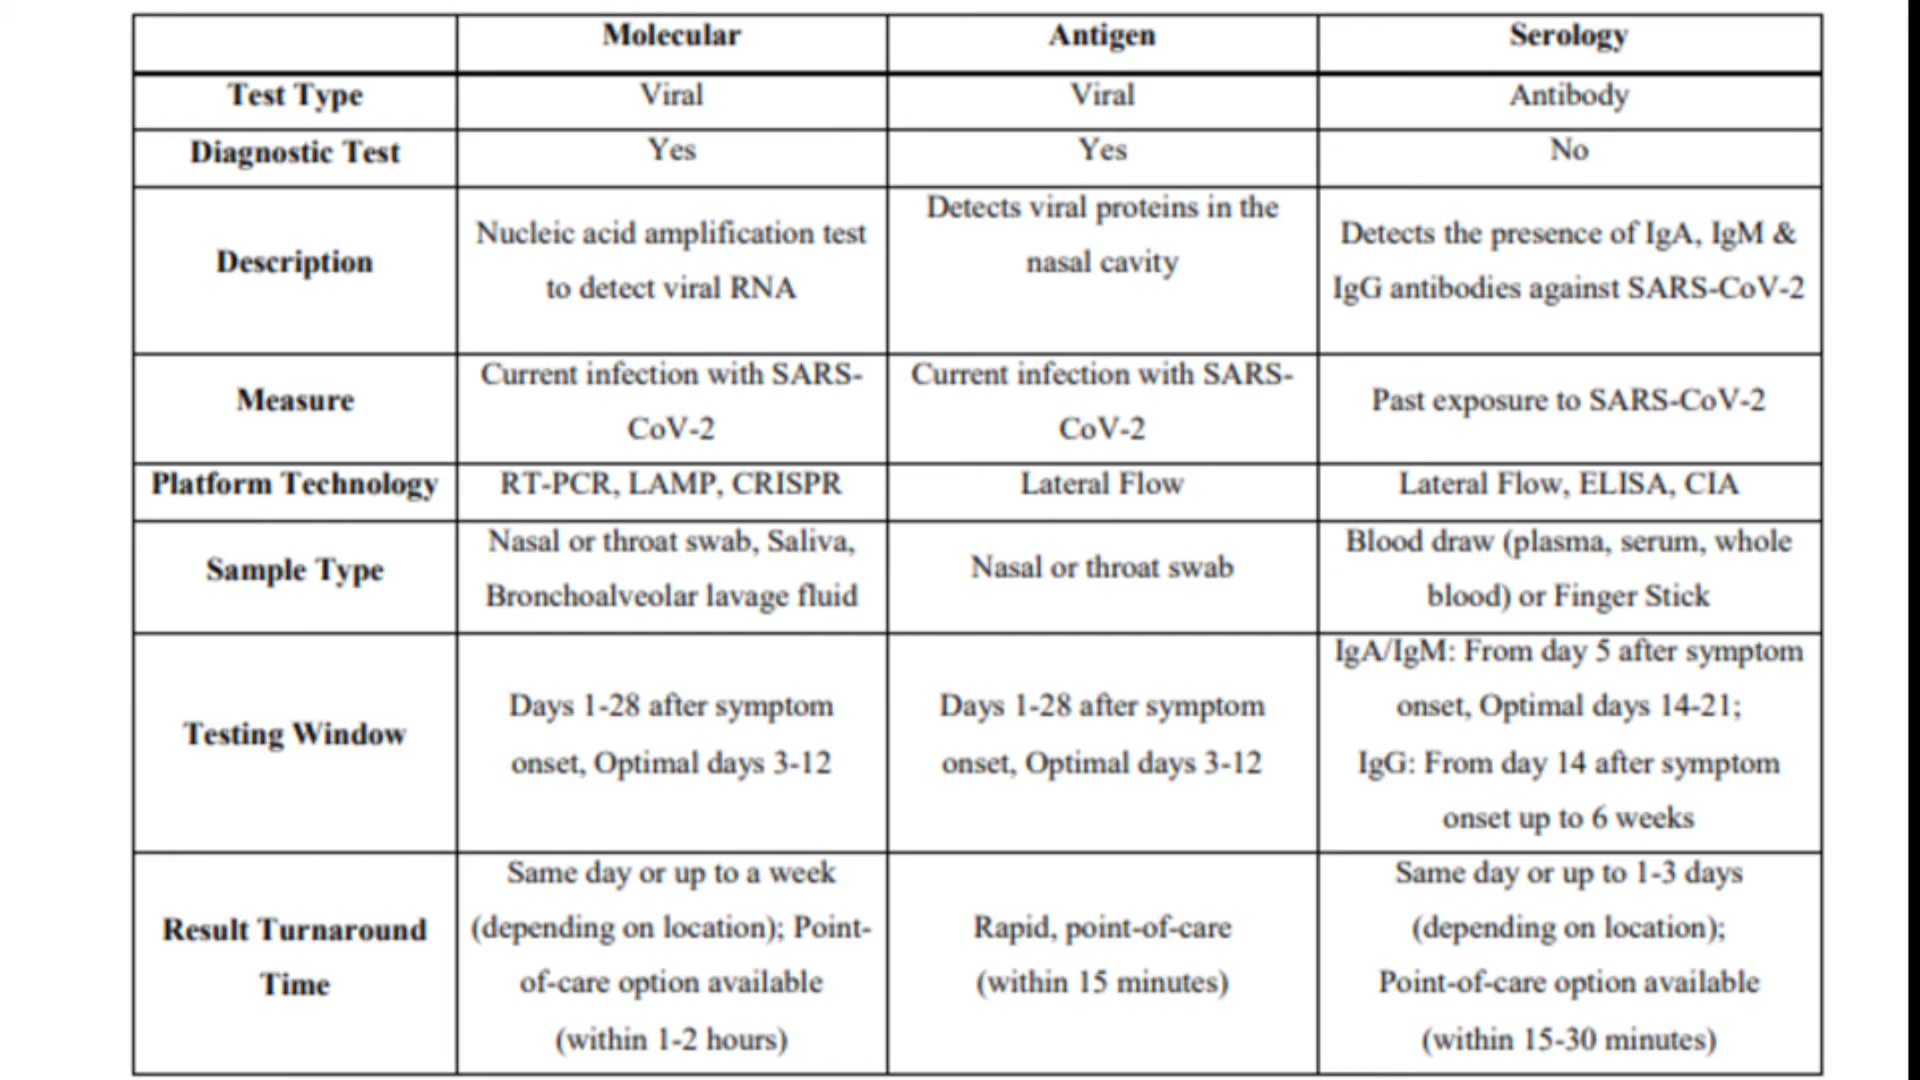 Molecular
Antigen
Serology
Test Type
Viral
Viral
Antibody
Diagnostic Test
Yes
Yes
No
Description
Nucleic acid amplification test
to detect viral RNA
Detects viral proteins in the
nasal cavity
Detects the presence of IgA, IgM &
IgG antibodies against SARS-CoV-2
Measure
Current infection with SARS-
CoV-2
Current infection with SARS-
CoV-2
Past exposure to SARS-CoV-2
Platform Technology
RT-PCR, LAMP, CRISPR
Lateral Flow
Lateral Flow, ELISA, CIA
Sample Type
Nasal or throat swab, Saliva,
Bronchoalveolar lavage fluid
Nasal or throat swab
Blood draw (plasma, serum, whole
blood) or Finger Stick
Testing Window
Days 1-28 after symptom
onset, Optimal days 3-12
Days 1-28 after symptom
onset, Optimal days 3-12
IgA/IgM: From day 5 after symptom
onset, Optimal days 14-21;
IgG: From day 14 after symptom
onset up to 6 weeks
Result Turnaround
Time
Same day or up to a week
(depending on location); Point-
of-care option available
(within 1-2 hours)
Rapid, point-of-care
(within 15 minutes)
Same day or up to 1-3 days
(depending on location);
Point-of-care option available
(within 15-30 minutes)